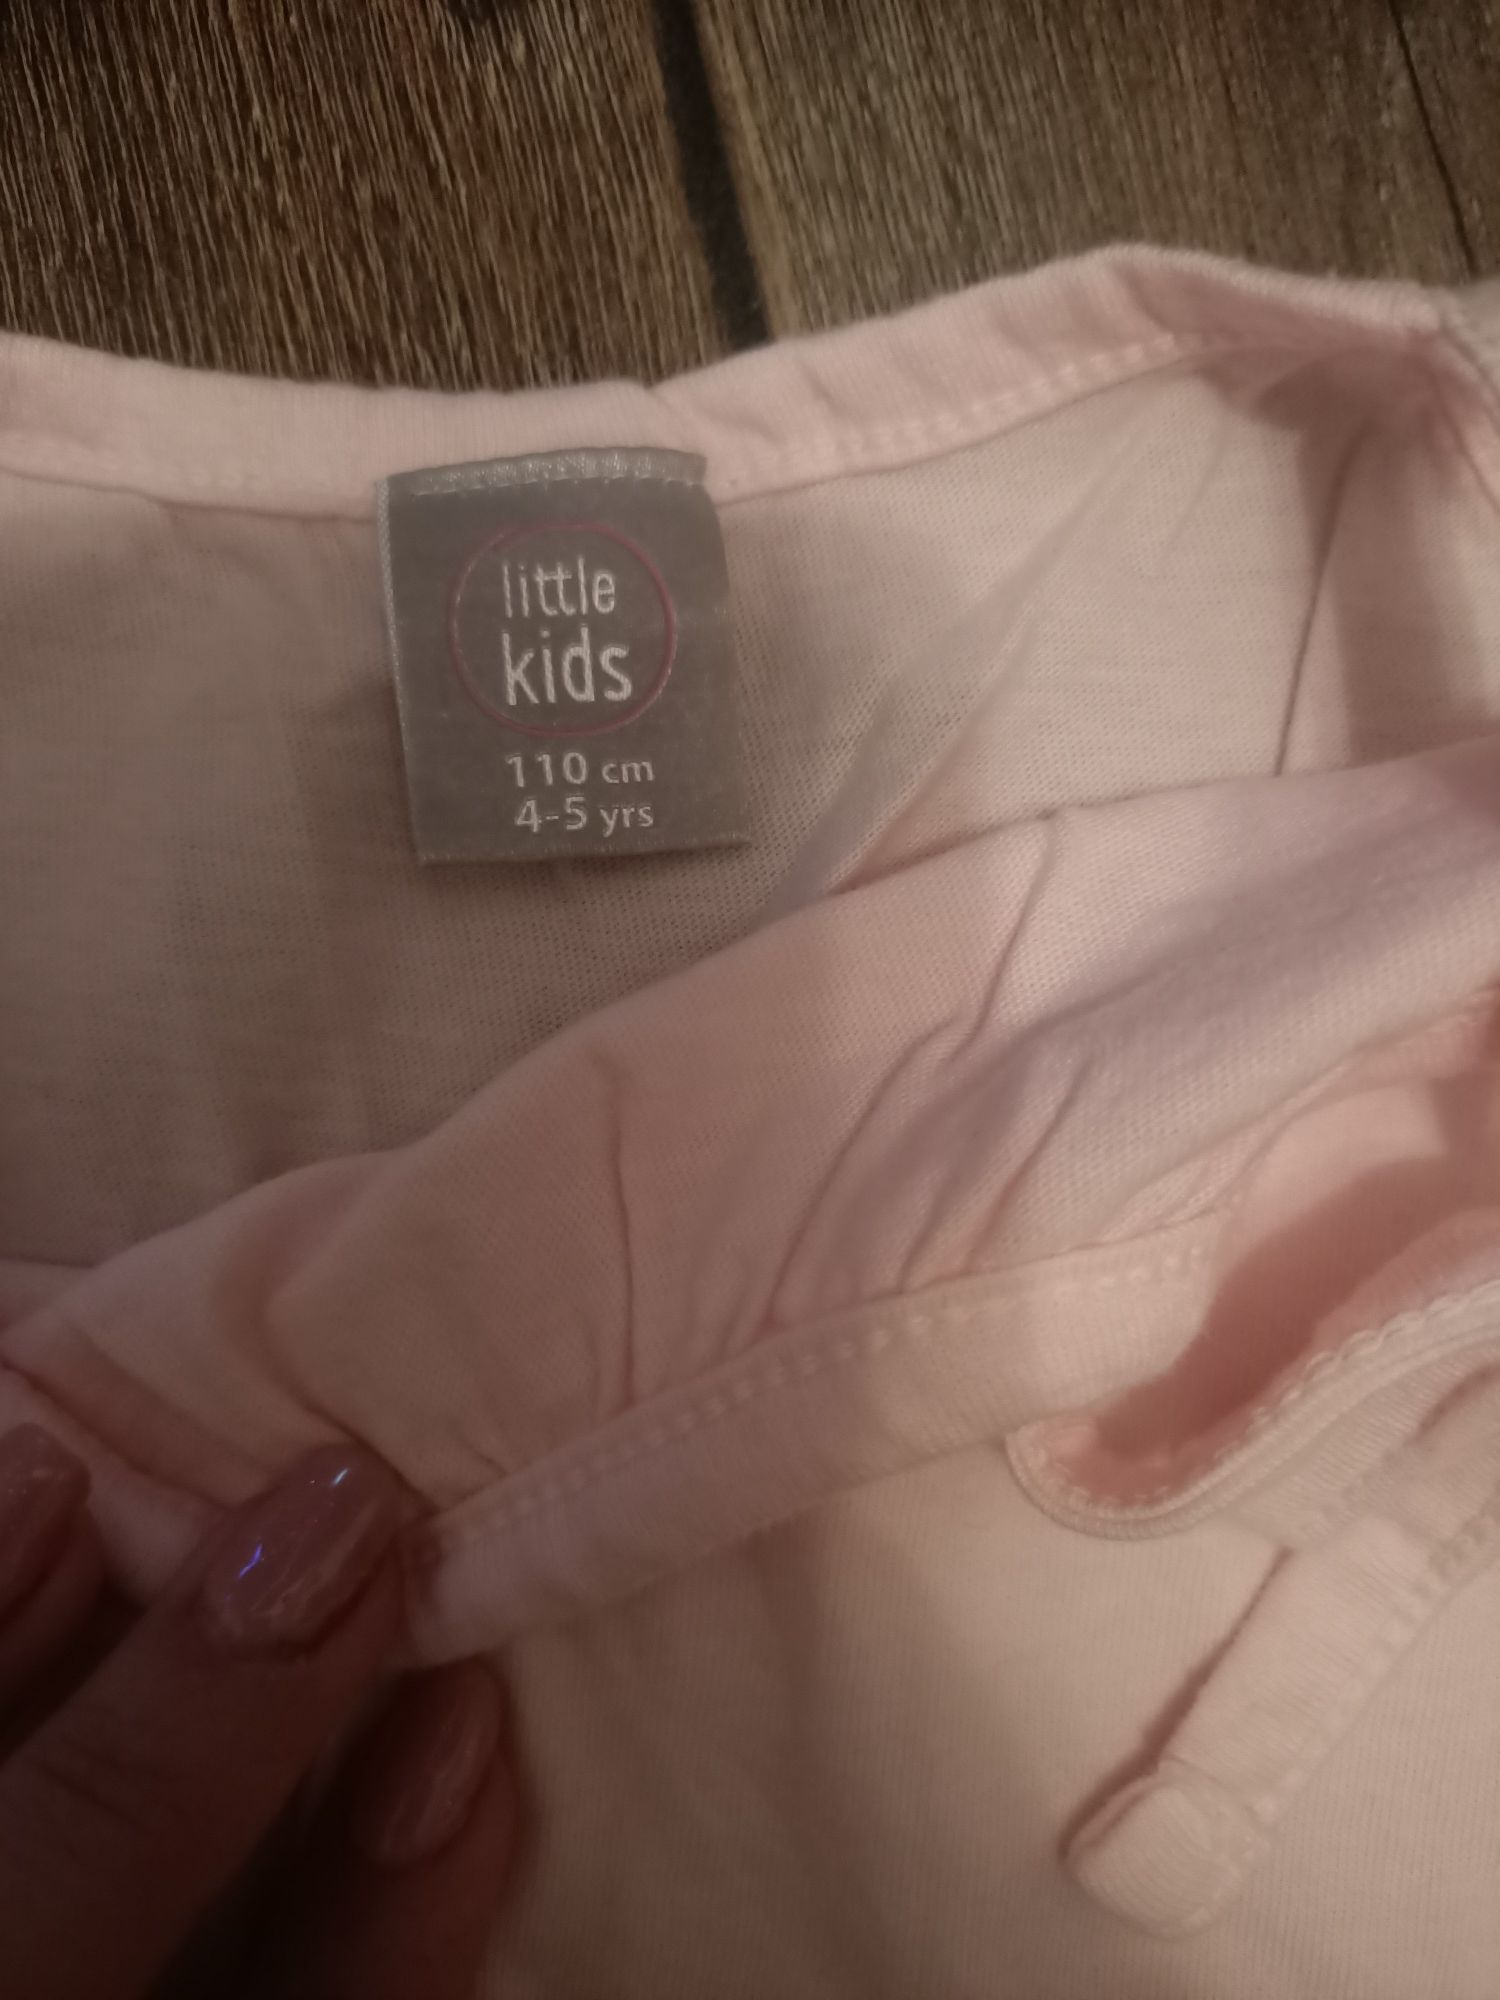 little
kids
110 cm
4-5 yrs